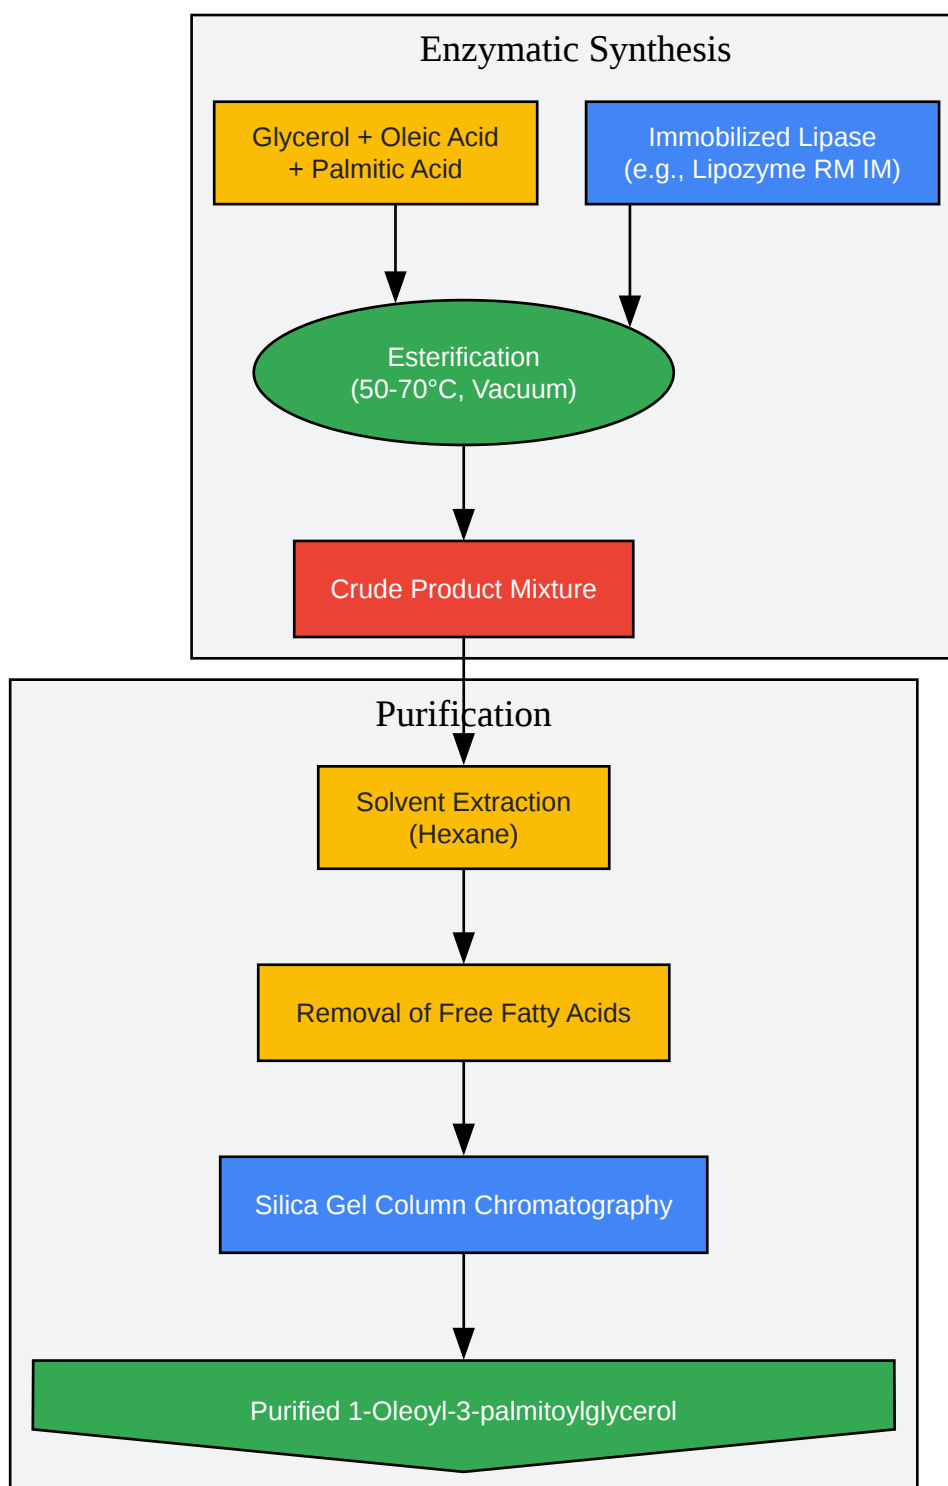 Enzymatic Synthesis
Glycerol + Oleic Acid
+ Palmitic Acid
Immobilized Lipase
(e.g., Lipozyme RM IM)
Esterification
(50-70°C, Vacuum)
Crude Product Mixture
Purification
Solvent Extraction
(Hexane)
Removal of Free Fatty Acids
Silica Gel Column Chromatography
Purified 1-Oleoyl-3-palmitoylglycerol